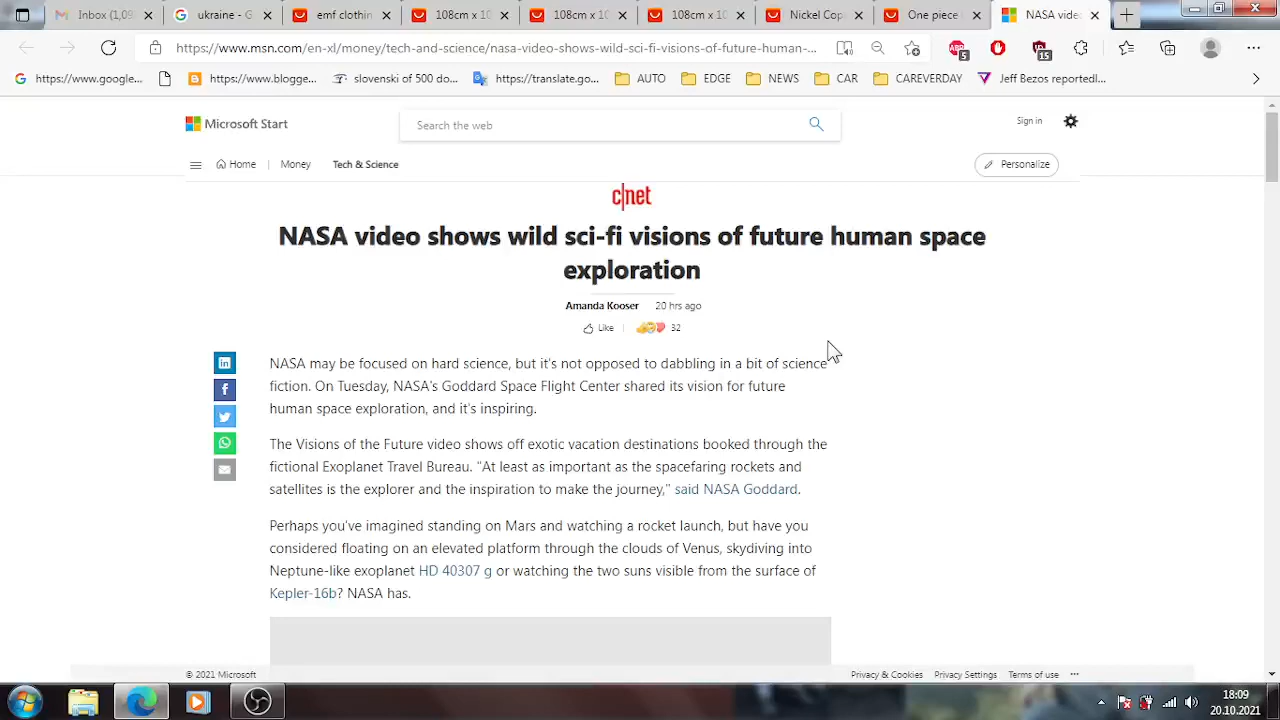 Inbox (1,09
ukraine - G
emf clothin
108cm x 10
108cm x 10
108cm x 1
Nickel Cop
One piece
NASA vide
https://www.msn.com/en-xl/money/tech-and-science/nasa-video-shows-wild-sci-fi-visions-of-future-human-...
ABP 5
15
https://www.google...
https://www.blogge...
slovenski of 500 do...
https://translate.go...
AUTO
EDGE
NEWS
CAR
CAREVERDAY
Jeff Bezos reportedl...
Microsoft Start
Search the web
Sign in
Home
Money
Tech & Science
Personalize
c|net
NASA video shows wild sci-fi visions of future human space
exploration
Amanda Kooser 20 hrs ago
Like 32
NASA may be focused on hard science, but it's not opposed to dabbling in a bit of science
fiction. On Tuesday, NASA's Goddard Space Flight Center shared its vision for future
human space exploration, and it's inspiring.
The Visions of the Future video shows off exotic vacation destinations booked through the
fictional Exoplanet Travel Bureau. "At least as important as the spacefaring rockets and
satellites is the explorer and the inspiration to make the journey," said NASA Goddard.
Perhaps you've imagined standing on Mars and watching a rocket launch, but have you
considered floating on an elevated platform through the clouds of Venus, skydiving into
Neptune-like exoplanet HD 40307 g or watching the two suns visible from the surface of
Kepler-16b? NASA has.
© 2021 Microsoft
Privacy & Cookies
Privacy Settings
Terms of use
18:09
20.10.2021